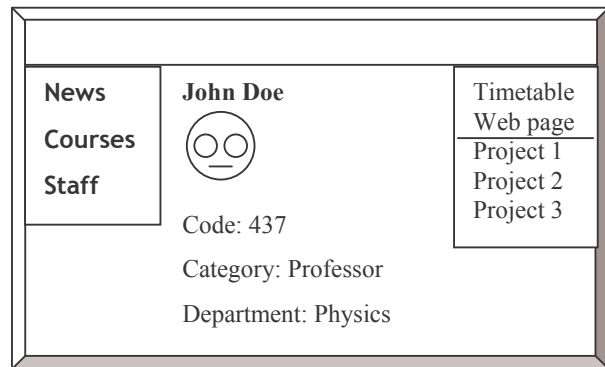 News
Courses
Staff
John Doe
Code: 437
Category: Professor
Department: Physics
Timetable
Web page
Project 1
Project 2
Project 3